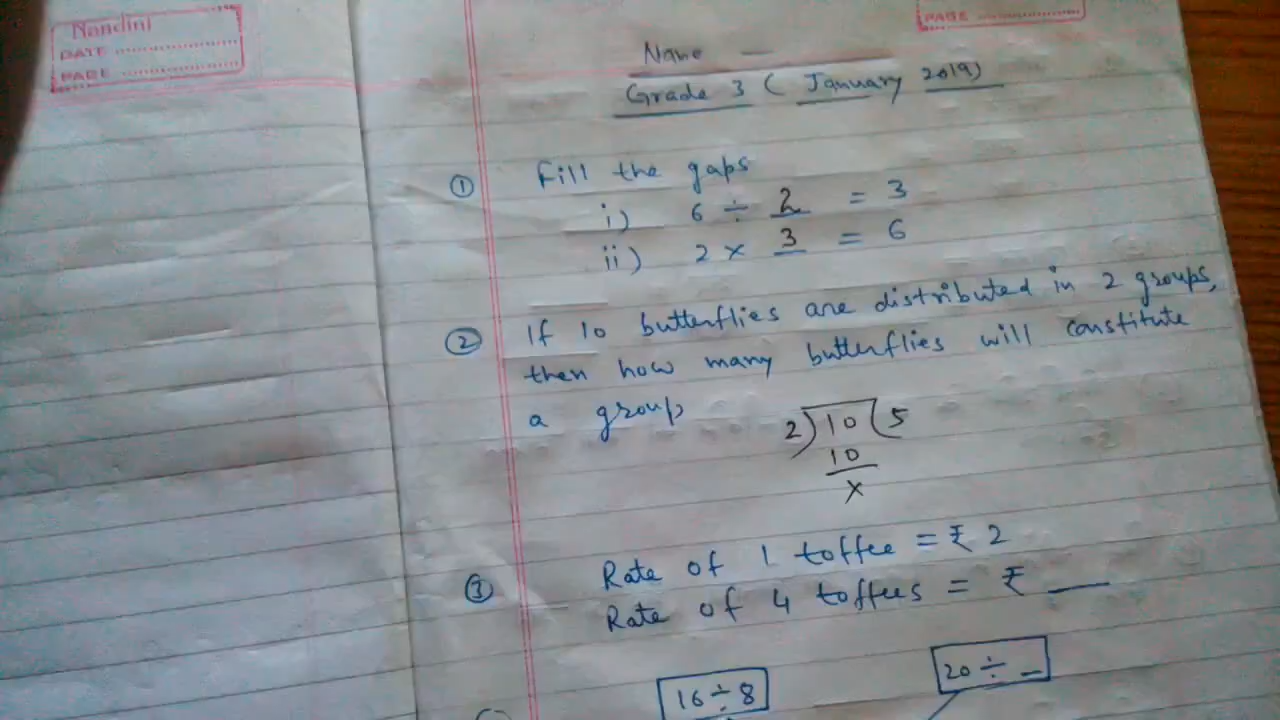 Nandini
DATE
PAGE
PAGE
Name —
Grade 3 ( January 2019)
① Fill the gaps
i) 6 ÷ 2 = 3
ii) 2 × 3 = 6
② If 10 butterflies are distributed in 2 groups,
then how many butterflies will constitute
a group
2) 10 (5
10
x
③ Rate of 1 toffee = ₹ 2
Rate of 4 toffees = ₹ __
16 ÷ 8
20 ÷ _